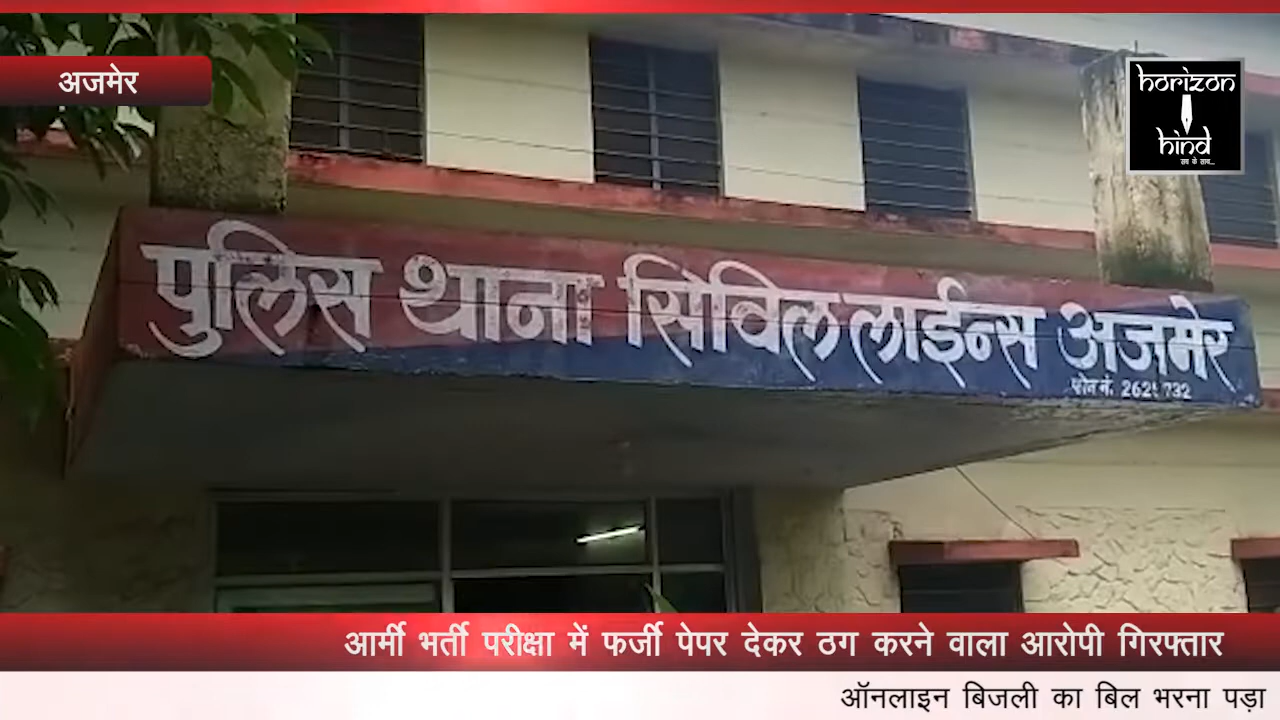 अजमेर
horizon
hind
सच के साथ...
पुलिस थाना सिविल लाईन्स अजमेर
फोन नं.
आर्मी भर्ती परीक्षा में फर्जी पेपर देकर ठग करने वाला आरोपी गिरफ्तार
ऑनलाइन बिजली का बिल भरना पड़ा